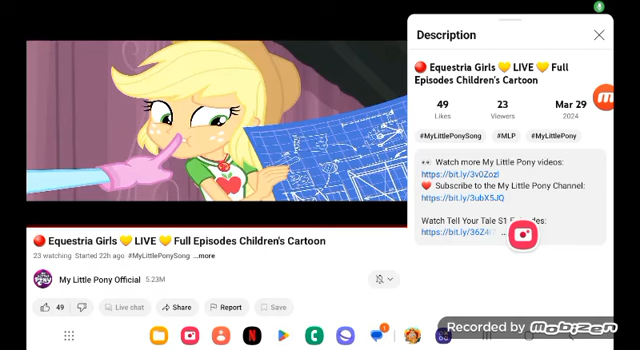 Description
🔴 Equestria Girls 💛 LIVE 💛 Full
Episodes Children's Cartoon
49
Likes
23
Viewers
Mar 29
2024
#MyLittlePonySong
#MLP
#MyLittlePony
👀 Watch more My Little Pony videos:
https://bit.ly/3v0Zozl
❤️ Subscribe to the My Little Pony Channel:
https://bit.ly/3ubX5JQ
Watch Tell Your Tale S1 Episodes:
https://bit.ly/36Z4
🔴 Equestria Girls 💛 LIVE 💛 Full Episodes Children's Cartoon
23 watching Started 22h ago #MyLittlePonySong ...more
My Little Pony Official 5.23M
49
Live chat
Share
Report
Save
Recorded by mobizen